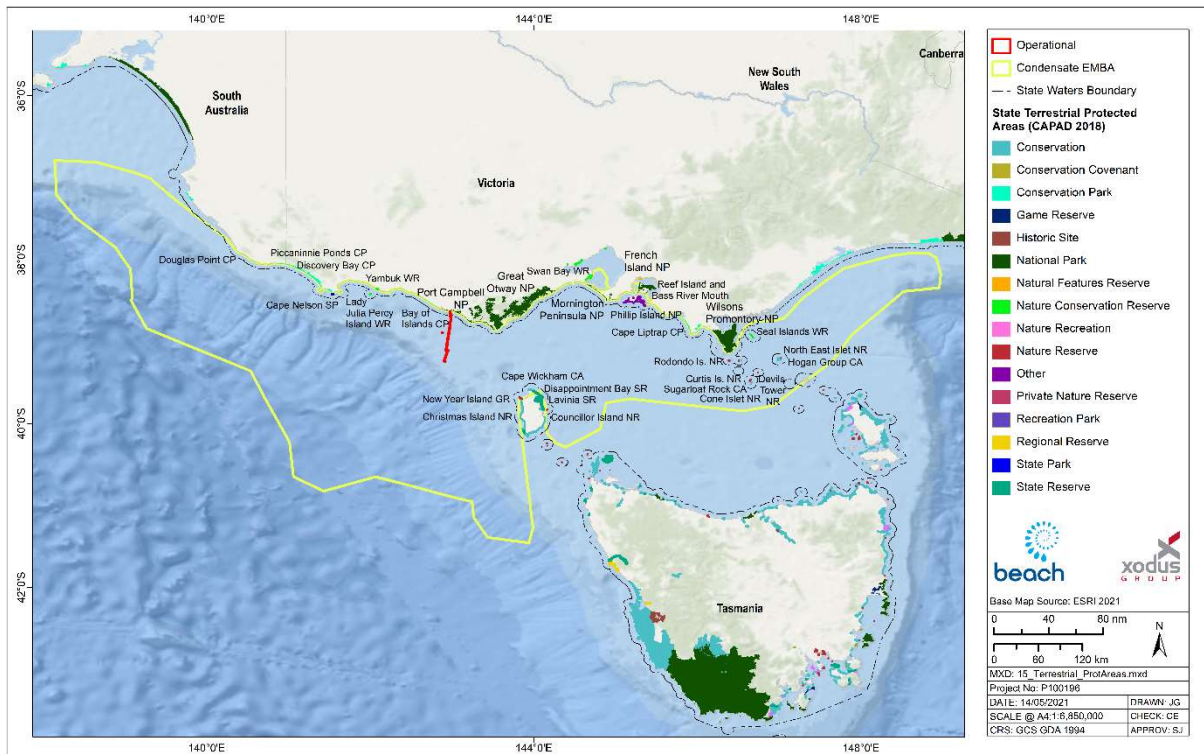 140°0'E
144°0'E
148°0'E
36°0'S
38°0'S
40°0'S
42°0'S
Canberra
New South
Wales
South
Australia
Victoria
Tasmania
Douglas Point CP
Piccaninnie Ponds CP
Discovery Bay CP
Cape Nelson SP
Yambuk WR
Lady
Julia Percy
Island WR
Port Campbell
NP
Bay of
Islands CP
Great
Otway NP
Swan Bay WR
Mornington
Peninsula NP
French
Island NP
Reef Island and
Bass River Mouth
Phillip Island NP
Wilsons
Promontory NP
Cape Liptrap CP
Seal Islands WR
North East Islet NR
Hogan Group CA
Rodondo Is. NR
Curtis Is. NR
Sugarloaf Rock CA
Cone Islet NR
Devils
Tower
NR
Cape Wickham CA
Disappointment Bay SR
New Year Island GR
Lavinia SR
Christmas Island NR
Councillor Island NR
140°0'E
144°0'E
148°0'E
Operational
Condensate EMBA
State Waters Boundary
State Terrestrial Protected
Areas (CAPAD 2018)
Conservation
Conservation Covenant
Conservation Park
Game Reserve
Historic Site
National Park
Natural Features Reserve
Nature Conservation Reserve
Nature Recreation
Nature Reserve
Other
Private Nature Reserve
Recreation Park
Regional Reserve
State Park
State Reserve
beach
xodus
GROUP
Base Map Source: ESRI 2021
0 40 80 nm
0 60 120 km
N
MXD: 15_Terrestrial_ProtAreas.mxd
Project No: P100196
DATE: 14/05/2021 DRAWN: JG
SCALE @ A4:1:6,850,000 CHECK: CE
CRS: GCS GDA 1994 APPROV: SJ